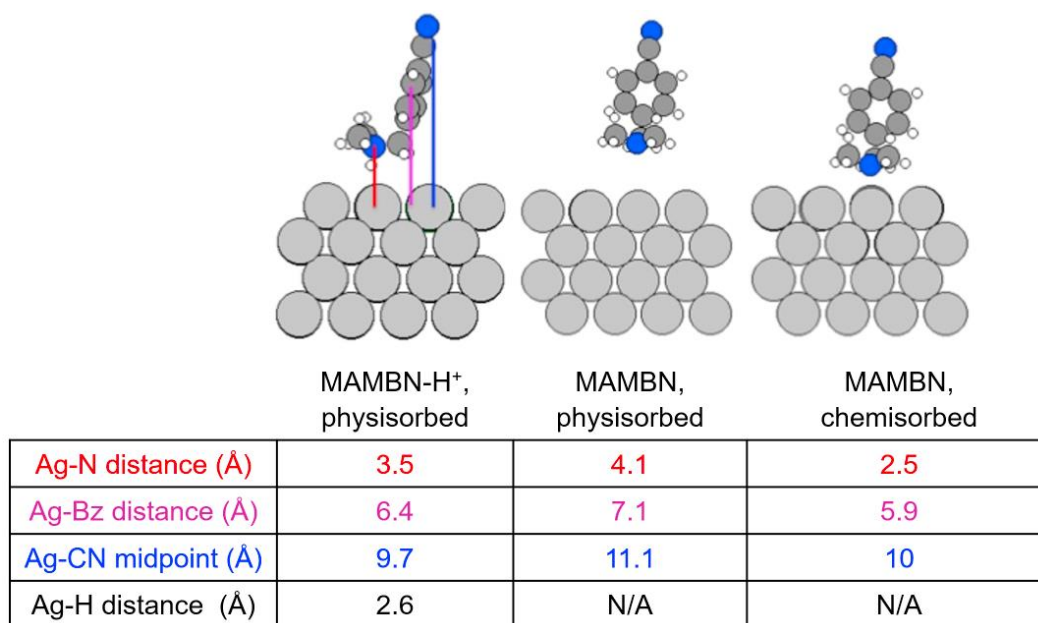 MAMBN-H⁺,
physisorbed
MAMBN,
physisorbed
MAMBN,
chemisorbed
Ag-N distance (Å) 3.5 4.1 2.5
Ag-Bz distance (Å) 6.4 7.1 5.9
Ag-CN midpoint (Å) 9.7 11.1 10
Ag-H distance (Å) 2.6 N/A N/A